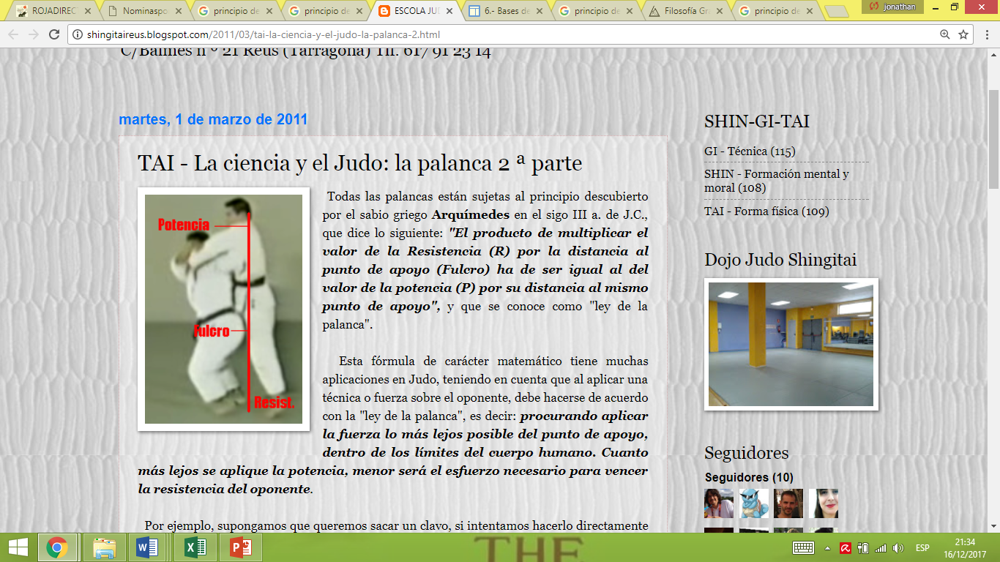 ROJADIRECT
Nominaspo
principio de
principio de
ESCOLA JU
6.- Bases de
principio de
Filosofía Gra
principio de
jonathan
shingitaireus.blogspot.com/2011/03/tai-la-ciencia-y-el-judo-la-palanca-2.html
C/Balmes n º 21 Reus (Tarragona) Tlf. 617 91 23 14
martes, 1 de marzo de 2011
TAI - La ciencia y el Judo: la palanca 2 ª parte
Potencia
Fulcro
Resist.
Todas las palancas están sujetas al principio descubierto
por el sabio griego Arquímedes en el sigo III a. de J.C.,
que dice lo siguiente: "El producto de multiplicar el
valor de la Resistencia (R) por la distancia al
punto de apoyo (Fulcro) ha de ser igual al del
valor de la potencia (P) por su distancia al mismo
punto de apoyo", y que se conoce como "ley de la
palanca".
Esta fórmula de carácter matemático tiene muchas
aplicaciones en Judo, teniendo en cuenta que al aplicar una
técnica o fuerza sobre el oponente, debe hacerse de acuerdo
con la "ley de la palanca", es decir: procurando aplicar
la fuerza lo más lejos posible del punto de apoyo,
dentro de los límites del cuerpo humano. Cuanto
más lejos se aplique la potencia, menor será el esfuerzo necesario para vencer
la resistencia del oponente.
Por ejemplo, supongamos que queremos sacar un clavo, si intentamos hacerlo directamente
SHIN-GI-TAI
GI - Técnica (115)
SHIN - Formación mental y
moral (108)
TAI - Forma física (109)
Dojo Judo Shingitai
Seguidores
Seguidores (10)
THE
ESP
21:34
16/12/2017